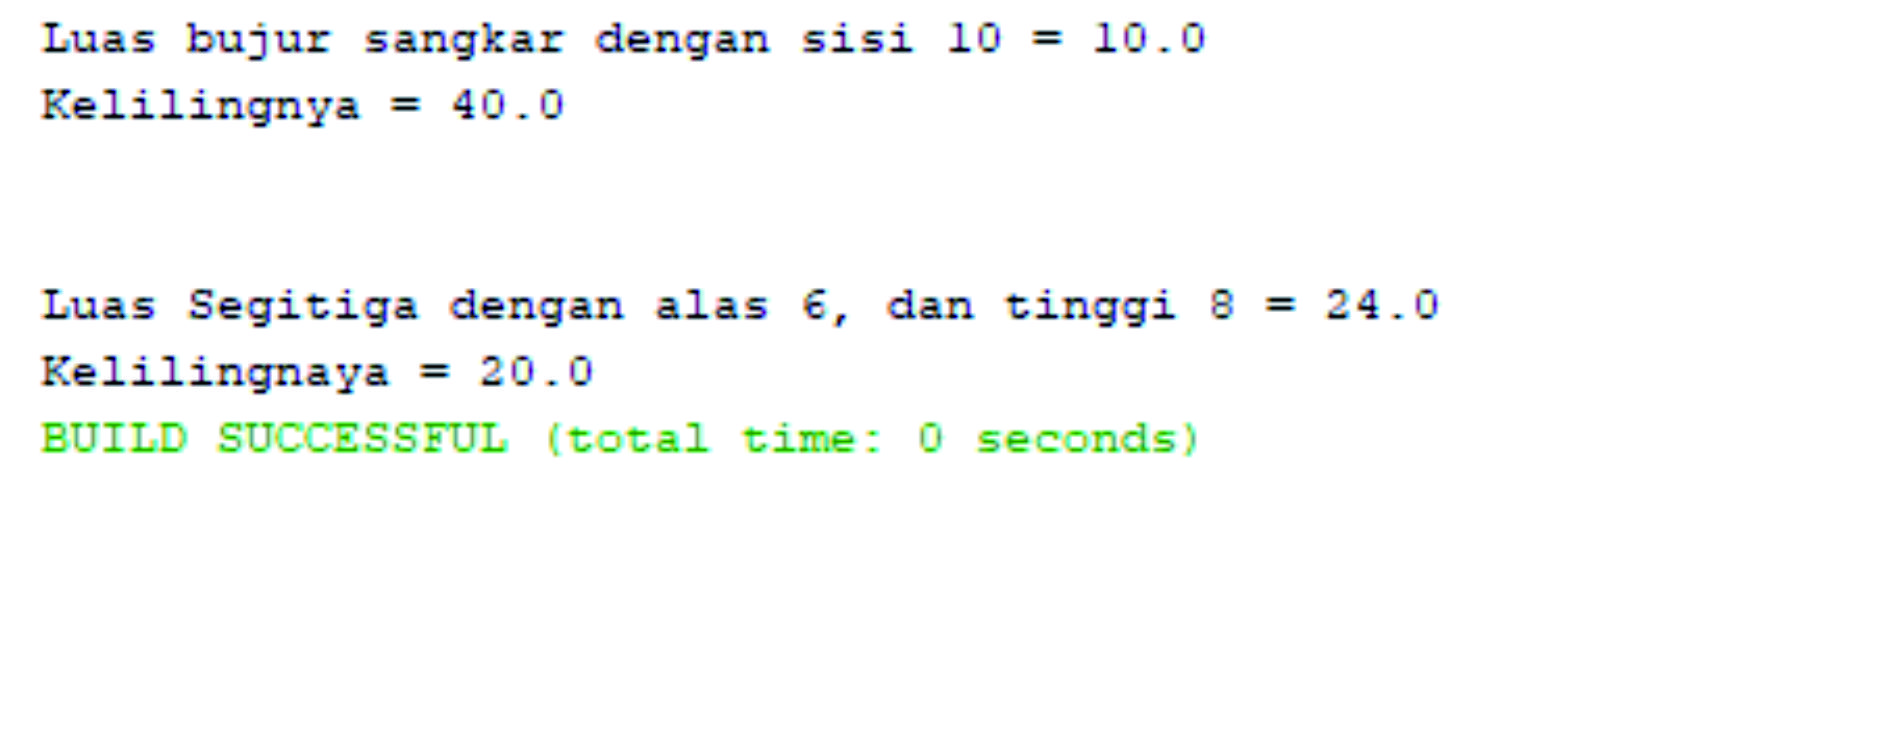 Luas bujur sangkar dengan sisi 10 = 10.0
Kelilingnya = 40.0
Luas Segitiga dengan alas 6, dan tinggi 8 = 24.0
Kelilingnaya = 20.0
BUILD SUCCESSFUL (total time: 0 seconds)